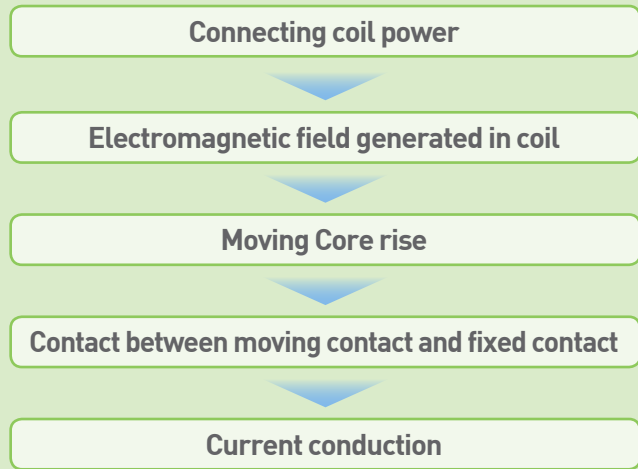 Connecting coil power
Electromagnetic field generated in coil
Moving Core rise
Contact between moving contact and fixed contact
Current conduction